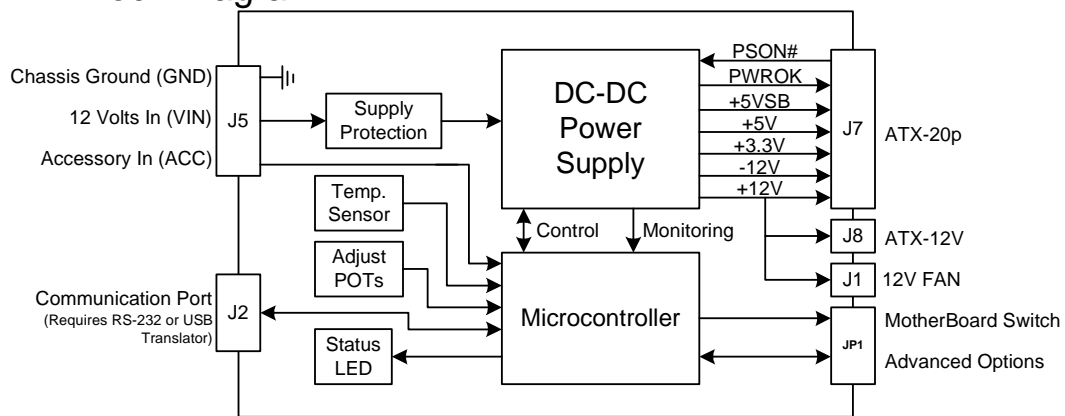 Chassis Ground (GND)
12 Volts In (VIN)
Accessory In (ACC)
J5
Supply
Protection
DC-DC
Power
Supply
PSON#
PWROK
+5VSB
+5V
+3.3V
-12V
+12V
J7
ATX-20p
Temp.
Sensor
Control
Monitoring
J8
ATX-12V
Adjust
POTs
J1
12V FAN
Communication Port
(Requires RS-232 or USB
Translator)
J2
Microcontroller
MotherBoard Switch
JP1
Advanced Options
Status
LED